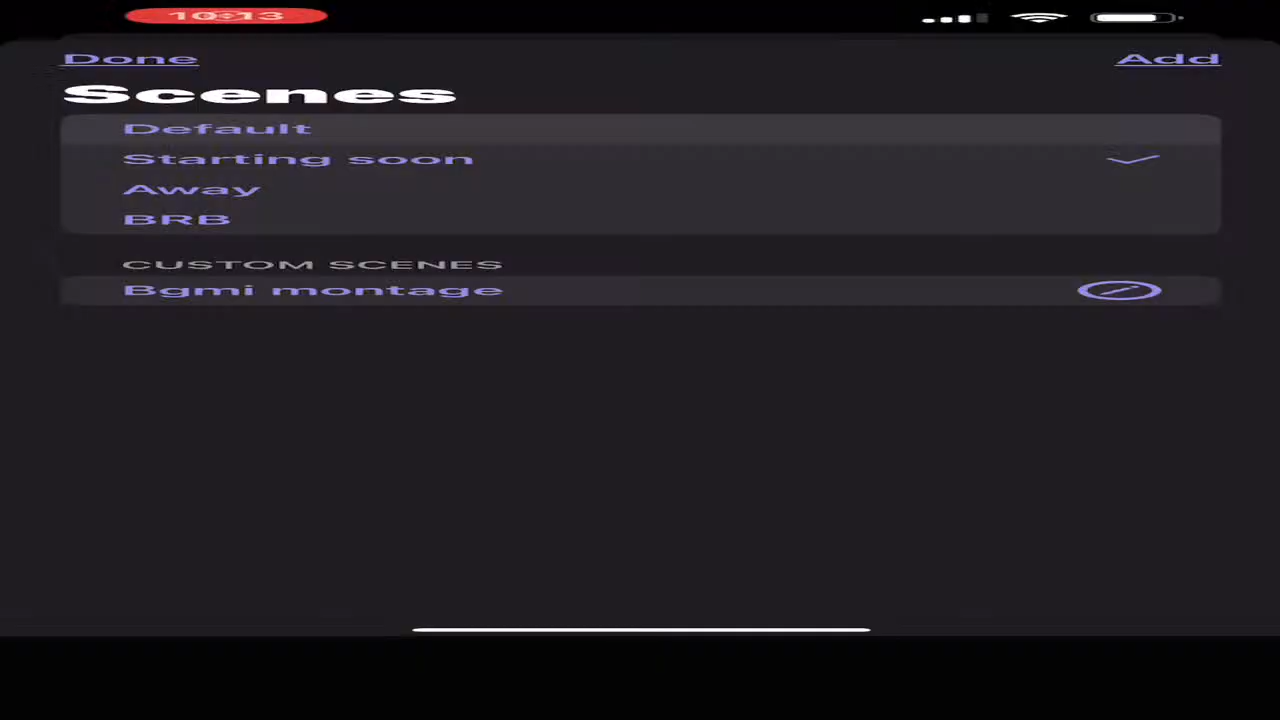 10:13
Done
Add
Scenes
Default
Starting soon
Away
BRB
CUSTOM SCENES
Bgmi montage